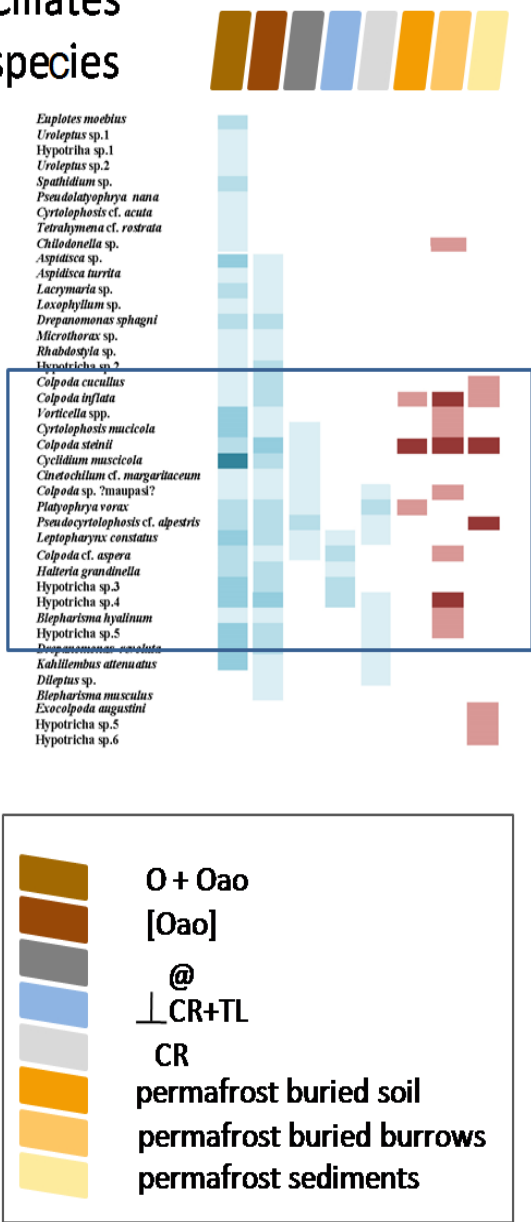 ciliates
species
Euplotes moebius
Uroleptus sp.1
Hypotriha sp.1
Uroleptus sp.2
Spathidium sp.
Pseudolatyophrya nana
Cyrtolophosis cf. acuta
Tetrahymena cf. rostrata
Chilodonella sp.
Aspidisca sp.
Aspidisca turrita
Lacrymaria sp.
Loxophyllum sp.
Drepanomonas sphagni
Microthorax sp.
Rhabdostyla sp.
Hypotricha sp.2
Colpoda cucullus
Colpoda inflata
Vorticella spp.
Cyrtolophosis mucicola
Colpoda steinii
Cyclidium muscicola
Cinetochilum cf. margaritaceum
Colpoda sp. ?maupasi?
Platyophrya vorax
Pseudocyrtolophosis cf. alpestris
Leptopharynx constatus
Colpoda cf. aspera
Halteria grandinella
Hypotricha sp.3
Hypotricha sp.4
Blepharisma hyalinum
Hypotricha sp.5
Drepanomonas revoluta
Kahlilembus attenuatus
Dileptus sp.
Blepharisma musculus
Exocolpoda augustini
Hypotricha sp.5
Hypotricha sp.6
O + Oao
[Oao]
@
⊥CR+TL
CR
permafrost buried soil
permafrost buried burrows
permafrost sediments